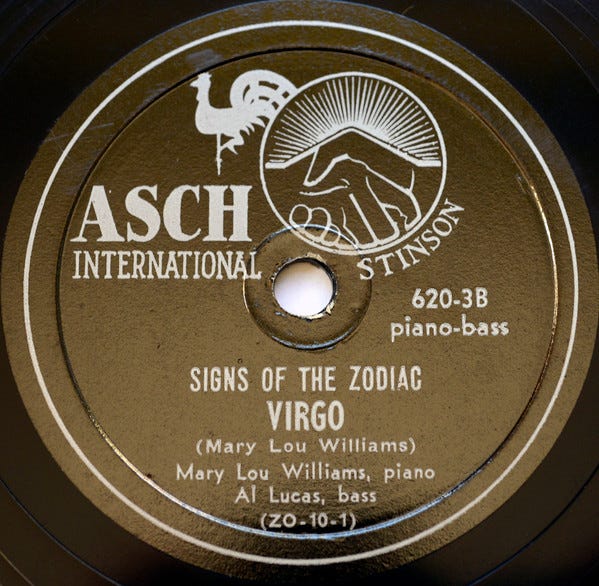 ASCH
INTERNATIONAL
STINSON
620-3B
piano-bass
SIGNS OF THE ZODIAC
VIRGO
(Mary Lou Williams)
Mary Lou Williams, piano
Al Lucas, bass
(ZO-10-1)